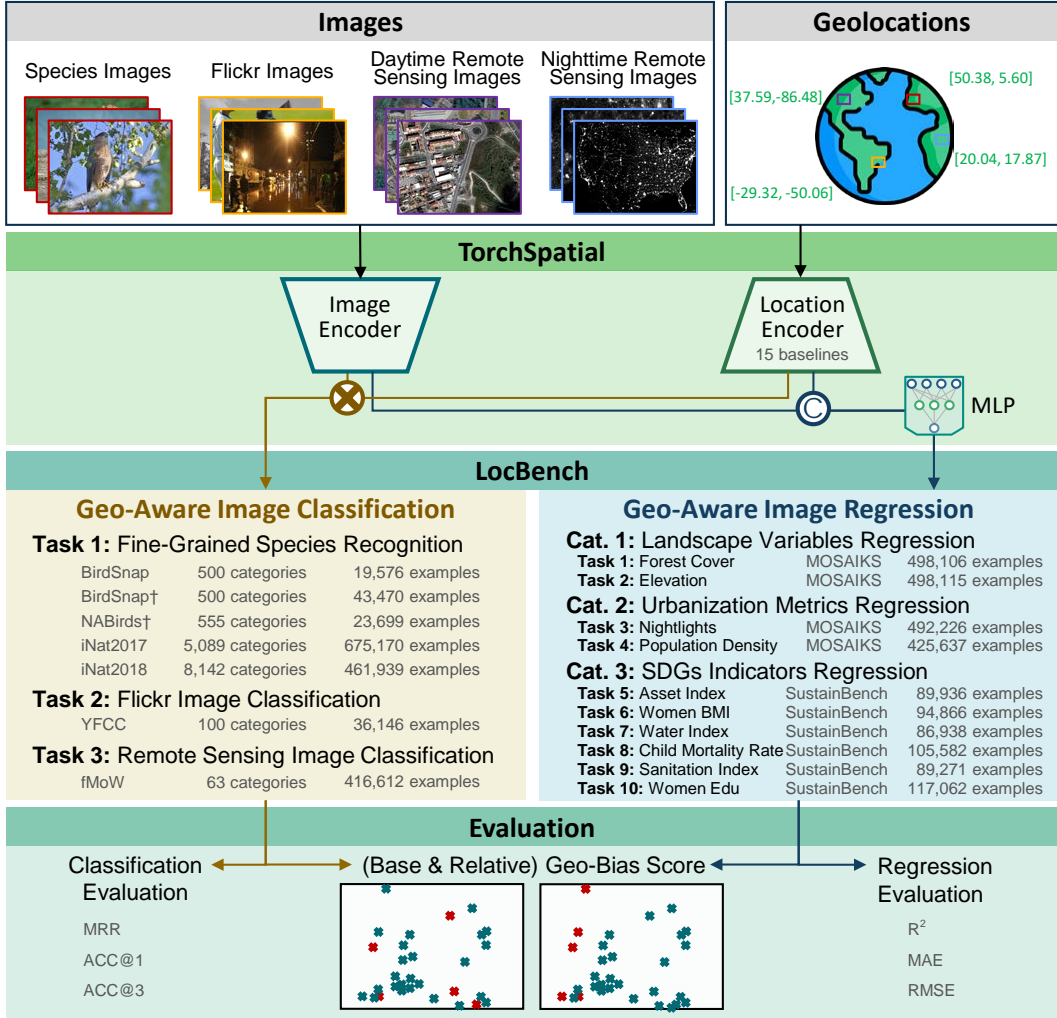 Images
Geolocations
Species Images
Flickr Images
Daytime Remote
Sensing Images
Nighttime Remote
Sensing Images
[50.38, 5.60]
[37.59,-86.48]
[20.04, 17.87]
[-29.32, -50.06]
TorchSpatial
Image
Encoder
Location
Encoder
15 baselines
C
MLP
LocBench
Geo-Aware Image Classification
Task 1: Fine-Grained Species Recognition
BirdSnap 500 categories 19,576 examples
BirdSnap† 500 categories 43,470 examples
NABirds† 555 categories 23,699 examples
iNat2017 5,089 categories 675,170 examples
iNat2018 8,142 categories 461,939 examples
Task 2: Flickr Image Classification
YFCC 100 categories 36,146 examples
Task 3: Remote Sensing Image Classification
fMoW 63 categories 416,612 examples
Geo-Aware Image Regression
Cat. 1: Landscape Variables Regression
Task 1: Forest Cover MOSAIKS 498,106 examples
Task 2: Elevation MOSAIKS 498,115 examples
Cat. 2: Urbanization Metrics Regression
Task 3: Nightlights MOSAIKS 492,226 examples
Task 4: Population Density MOSAIKS 425,637 examples
Cat. 3: SDGs Indicators Regression
Task 5: Asset Index SustainBench 89,936 examples
Task 6: Women BMI SustainBench 94,866 examples
Task 7: Water Index SustainBench 86,938 examples
Task 8: Child Mortality Rate SustainBench 105,582 examples
Task 9: Sanitation Index SustainBench 89,271 examples
Task 10: Women Edu SustainBench 117,062 examples
Evaluation
Classification
Evaluation
MRR
ACC@1
ACC@3
(Base & Relative) Geo-Bias Score
Regression
Evaluation
R²
MAE
RMSE